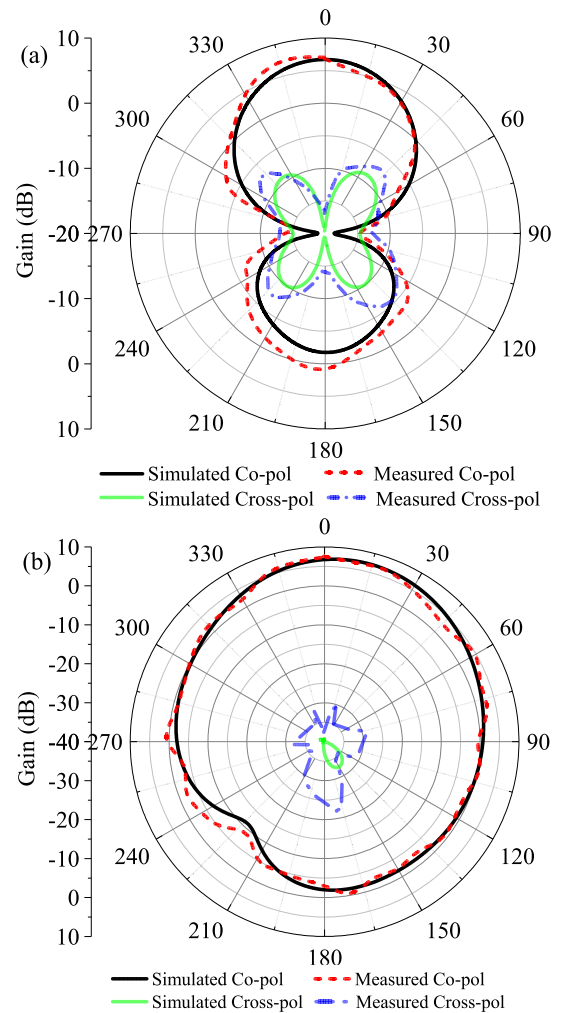 (a)
0
10 330 30
0
300 60
-10
Gain (dB) -20 270 90
-10
240 120
0
210 150
10
180
Simulated Co-pol Measured Co-pol
Simulated Cross-pol Measured Cross-pol
(b)
0
10 330 30
0
-10 300 60
-20
-30
Gain (dB) -40 270 90
-30
-20
-10 240 120
0
10 210 150
180
Simulated Co-pol Measured Co-pol
Simulated Cross-pol Measured Cross-pol